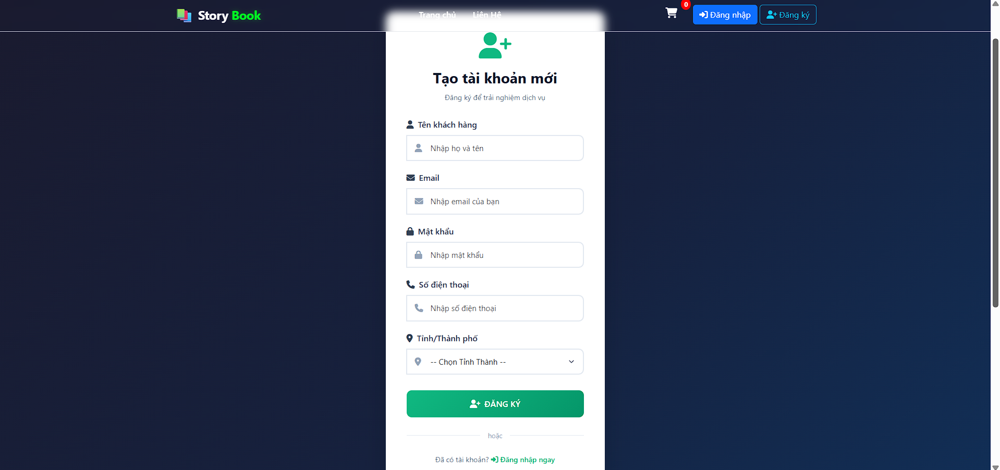 Story Book
Trang chủ
Liên Hệ
0
Đăng nhập
Đăng ký
Tạo tài khoản mới
Đăng ký để trải nghiệm dịch vụ
Tên khách hàng
Nhập họ và tên
Email
Nhập email của bạn
Mật khẩu
Nhập mật khẩu
Số điện thoại
Nhập số điện thoại
Tỉnh/Thành phố
-- Chọn Tỉnh Thành --
ĐĂNG KÝ
hoặc
Đã có tài khoản? Đăng nhập ngay